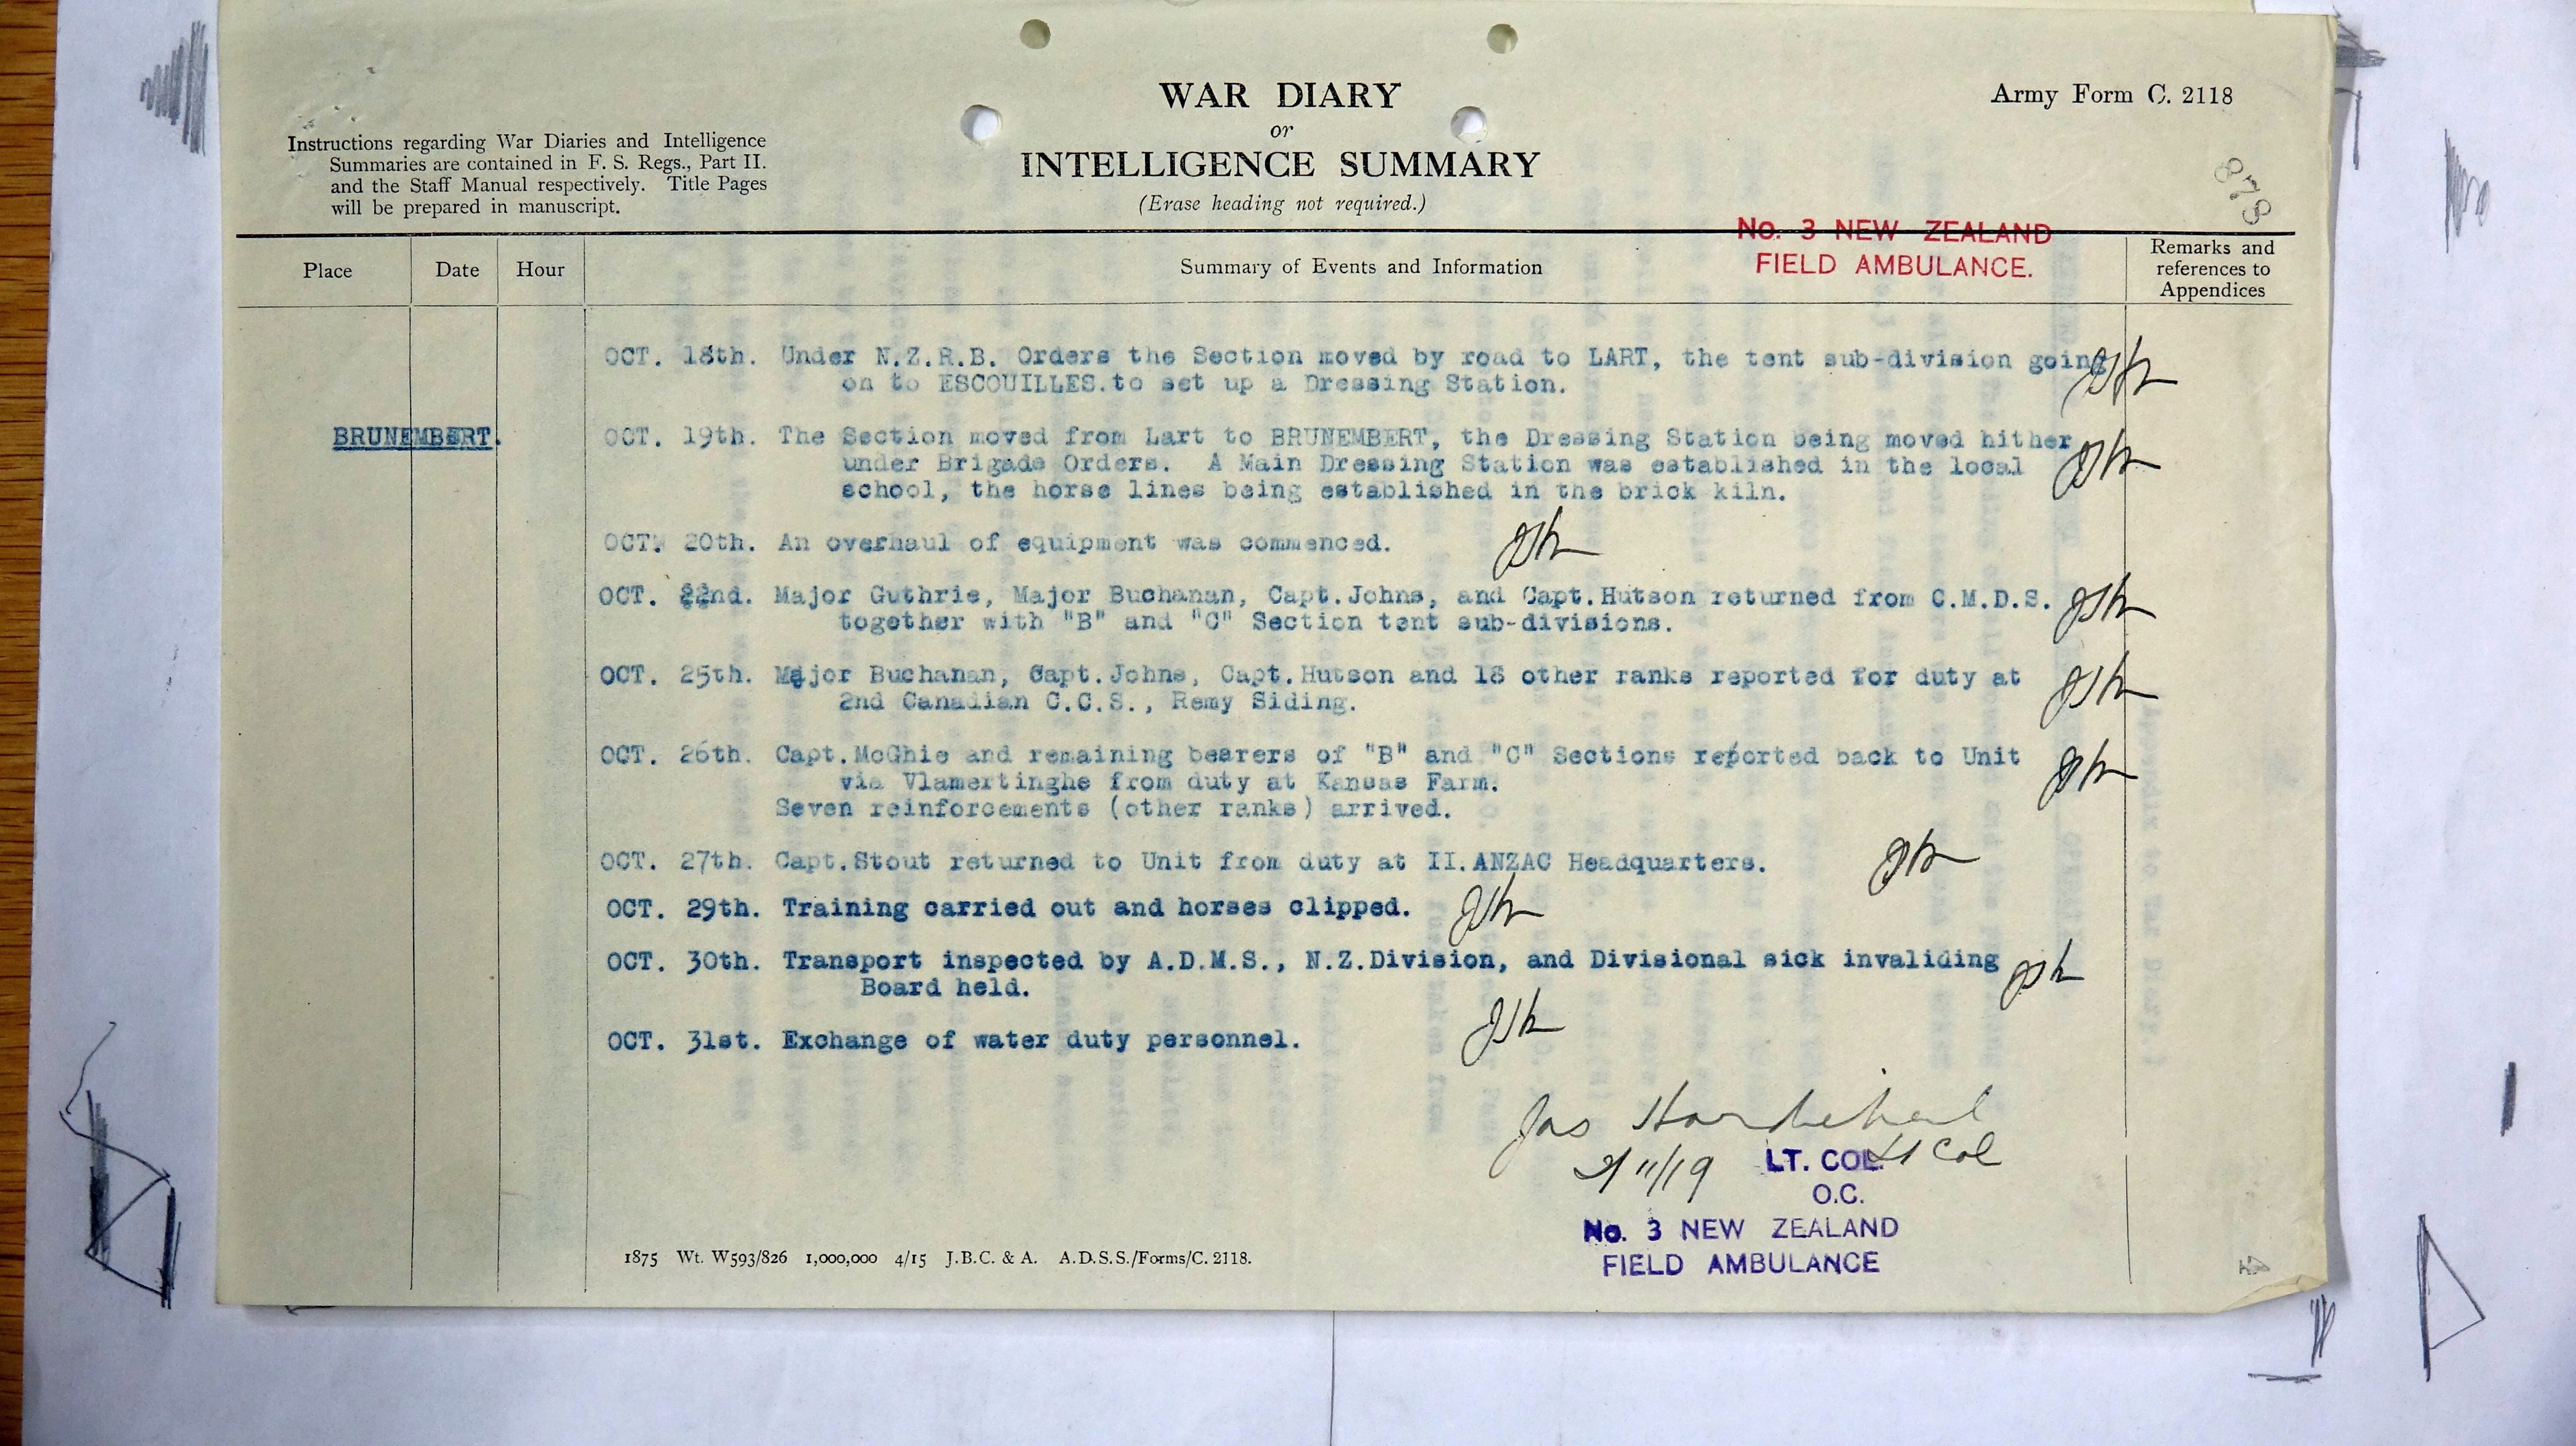 WAR DIARY
or
INTELLIGENCE SUMMARY
(Erase heading not required.)
Army Form C. 2118
Instructions regarding War Diaries and Intelligence
Summaries are contained in F. S. Regs., Part II.
and the Staff Manual respectively. Title Pages
will be prepared in manuscript.
878
No. 3 NEW ZEALAND
FIELD AMBULANCE.
Place
Date
Hour
Summary of Events and Information
Remarks and
references to
Appendices
OCT. 18th. Under N.Z.R.B. Orders the Section moved by road to LART, the tent sub-division going
on to ESCOUILLES.to set up a Dressing Station.
BRUNEMBERT.
OCT. 19th. The Section moved from Lart to BRUNEMBERT, the Dressing Station being moved hither
under Brigade Orders. A Main Dressing Station was established in the local
school, the horse lines being established in the brick kiln.
OCT. 20th. An overhaul of equipment was commenced.
OCT. 22nd. Major Guthrie, Major Buchanan, Capt.Johns, and Capt.Hutson returned from C.M.D.S.
together with "B" and "C" Section tent sub-divisions.
OCT. 25th. Major Buchanan, Capt.Johns, Capt.Hutson and 18 other ranks reported for duty at
2nd Canadian C.C.S., Remy Siding.
OCT. 26th. Capt.McGhie and remaining bearers of "B" and "C" Sections reported back to Unit
via Vlamertinghe from duty at Kansas Farm.
Seven reinforcements (other ranks) arrived.
OCT. 27th. Capt.Stout returned to Unit from duty at II.ANZAC Headquarters.
OCT. 29th. Training carried out and horses clipped.
OCT. 30th. Transport inspected by A.D.M.S., N.Z.Division, and Divisional sick invaliding
Board held.
OCT. 31st. Exchange of water duty personnel.
Jas
Lt Col
LT. COL.
O.C.
No. 3 NEW ZEALAND
FIELD AMBULANCE
1875 Wt. W593/826 1,000,000 4/15 J.B.C. & A. A.D.S.S./Forms/C. 2118.